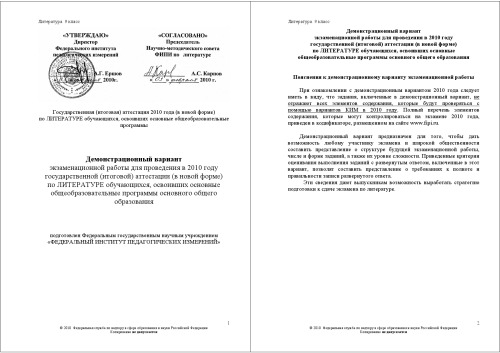 Литература 9 класс
«УТВЕРЖДАЮ»
Директор
Федерального института
педагогических измерений
А.Г. Ершов
2010г.
«СОГЛАСОВАНО»
Председатель
Научно-методического совета
ФИПИ по литературе
А.С. Карпов
2010 г.
Государственная (итоговая) аттестация 2010 года (в новой форме)
по ЛИТЕРАТУРЕ обучающихся, освоивших основные общеобразовательные
программы
Демонстрационный вариант
экзаменационной работы для проведения в 2010 году
государственной (итоговой) аттестации (в новой форме)
по ЛИТЕРАТУРЕ обучающихся, освоивших основные
общеобразовательные программы основного общего
образования
подготовлен Федеральным государственным научным учреждением
«ФЕДЕРАЛЬНЫЙ ИНСТИТУТ ПЕДАГОГИЧЕСКИХ ИЗМЕРЕНИЙ»
1
© 2010 Федеральная служба по надзору в сфере образования и науки Российской Федерации
Копирование не допускается
Литература 9 класс
Демонстрационный вариант
экзаменационной работы для проведения в 2010 году
государственной (итоговой) аттестации (в новой форме)
по ЛИТЕРАТУРЕ обучающихся, освоивших основные
общеобразовательные программы основного общего образования
Пояснения к демонстрационному варианту экзаменационной работы
При ознакомлении с демонстрационным вариантом 2010 года следует
иметь в виду, что задания, включённые в демонстрационный вариант, не
отражают всех элементов содержания, которые будут проверяться с
помощью вариантов КИМ в 2010 году. Полный перечень элементов
содержания, которые могут контролироваться на экзамене 2010 года,
приведен в кодификаторе, размещенном на сайте www.fipi.ru.
Демонстрационный вариант предназначен для того, чтобы дать
возможность любому участнику экзамена и широкой общественности
составить представление о структуре будущей экзаменационной работы,
числе и форме заданий, а также их уровне сложности. Приведенные критерии
оценивания выполнения заданий с развернутым ответом, включенные в этот
вариант, позволят составить представление о требованиях к полноте и
правильности записи развернутого ответа.
Эти сведения дают выпускникам возможность выработать стратегию
подготовки к сдаче экзамена по литературе.
2
© 2010 Федеральная служба по надзору в сфере образования и науки Российской Федерации
Копирование не допускается